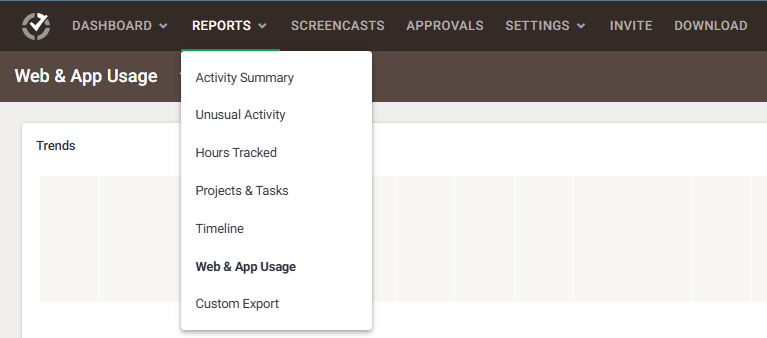 DASHBOARD REPORTS SCREENCASTS APPROVALS SETTINGS INVITE DOWNLOAD
Web & App Usage
Activity Summary
Unusual Activity
Hours Tracked
Projects & Tasks
Timeline
Web & App Usage
Custom Export
Trends